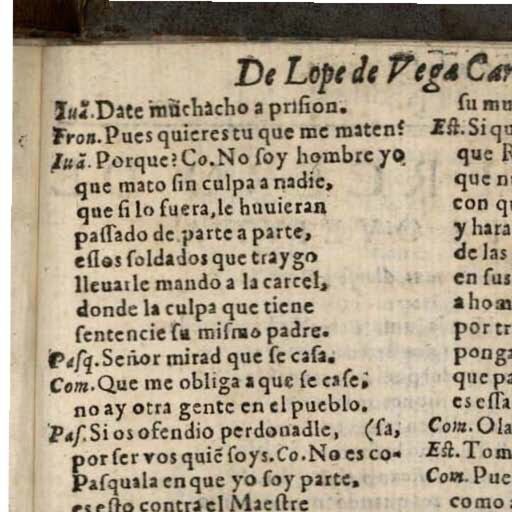 De Lope de Vega Car
Iuã. Date muchacho a prision.
Fron. Pues quieres tu que me maten?
Iuã. Porque? Co. No soy hombre yo
que mato sin culpa a nadie,
que si lo fuera, le huuieran
passado de parte a parte,
essos soldados que traygo
lleuarle mando a la carcel,
donde la culpa que tiene
sentencie su mismo padre.
Pasq. Señor mirad que se casa.
Com. Que me obliga a que se case?
no ay otra gente en el pueblo.
Pas. Si os ofendio perdonadle, (sa,
por ser vos quiẽ soys. Co. No es co-
Pasquala en que yo soy parte,
es esto contra el Maestre
su mu
Est. Si qu
que R
que n
con qu
y hara
de las
en sus
a hom
por tr
ponga
que pa
es essa
Com. Ola
Est. Tom
Com. Pue
como